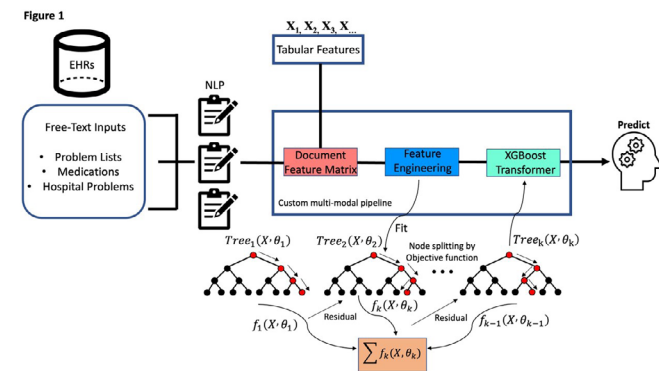 Figure 1
EHRs
Free-Text Inputs
• Problem Lists
• Medications
• Hospital Problems
NLP
X₁, X₂, X₃, X...
Tabular Features
Document
Feature Matrix
Feature
Engineering
XGBoost
Transformer
Custom multi-modal pipeline
Predict
Fit
Tree₁(X,θ₁)
Tree₂(X,θ₂)
Node splitting by
Objective function
Treeₖ(X,θₖ)
• • •
f₁(X,θ₁)
Residual
fₖ(X,θₖ)
Residual
fₖ₋₁(X,θₖ₋₁)
∑ fₖ(X,θₖ)